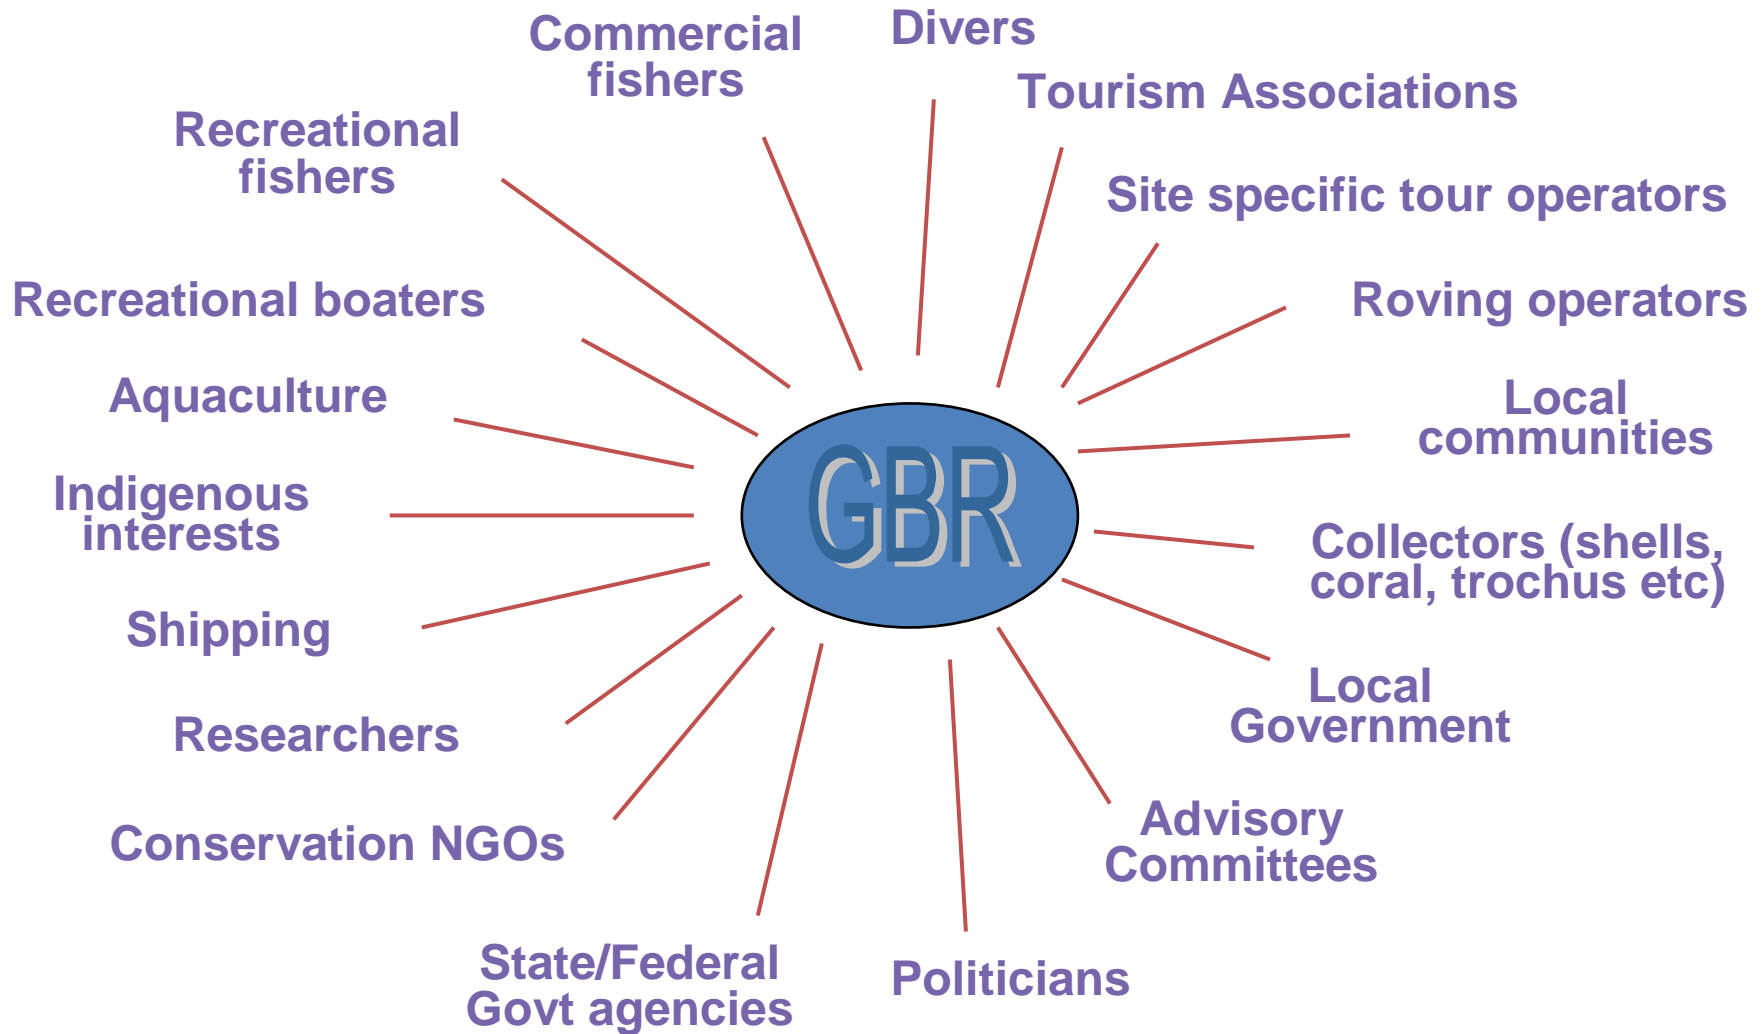 Commercial
fishers
Divers
Tourism Associations
Recreational
fishers
Site specific tour operators
Recreational boaters
Roving operators
Aquaculture
Local
communities
GBR
Indigenous
interests
Collectors (shells,
coral, trochus etc)
Shipping
Local
Government
Researchers
Conservation NGOs
Advisory
Committees
State/Federal
Govt agencies
Politicians